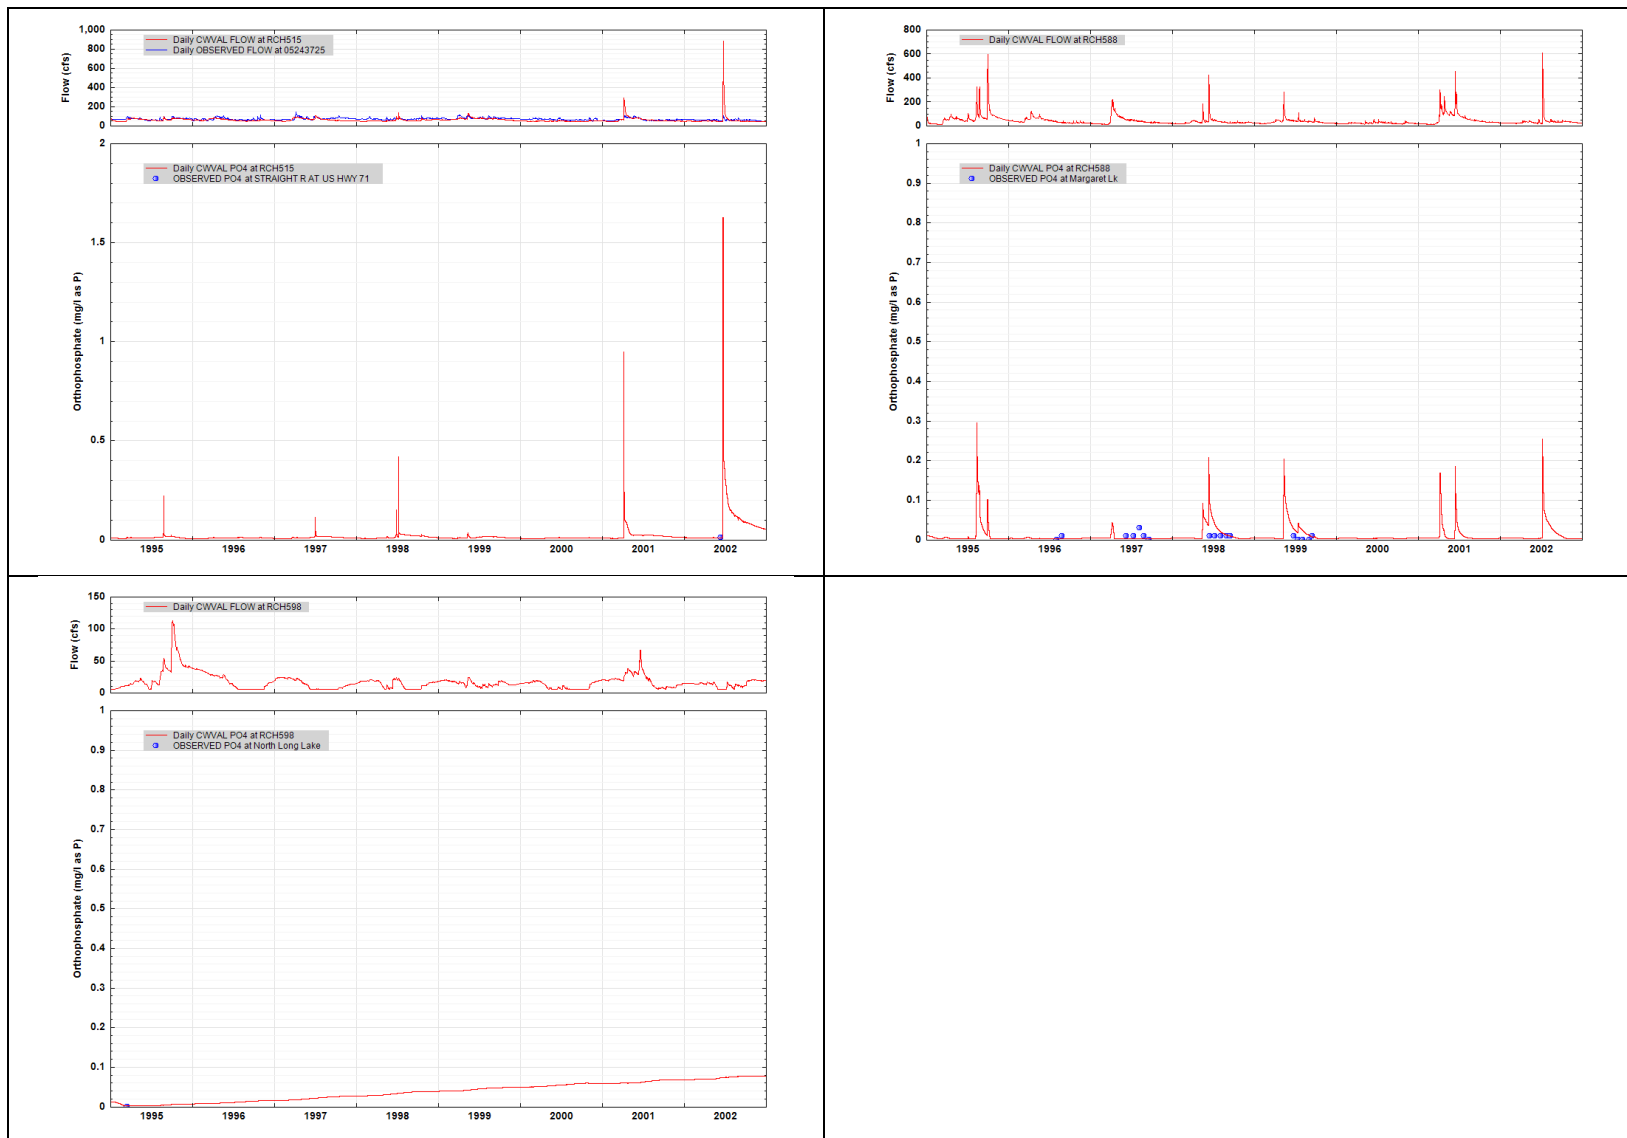 1,000
800
600
400
200
0
Flow (cfs)
Daily CWVAL FLOW at RCH515
Daily OBSERVED FLOW at 05243725
2
1.5
1
0.5
0
Orthophosphate (mg/l as P)
Daily CWVAL PO4 at RCH515
OBSERVED PO4 at STRAIGHT R AT US HWY 71
1995 1996 1997 1998 1999 2000 2001 2002
800
600
400
200
0
Flow (cfs)
Daily CWVAL FLOW at RCH588
1
0.9
0.8
0.7
0.6
0.5
0.4
0.3
0.2
0.1
0
Orthophosphate (mg/l as P)
Daily CWVAL PO4 at RCH588
OBSERVED PO4 at Margaret Lk
1995 1996 1997 1998 1999 2000 2001 2002
150
100
50
0
Flow (cfs)
Daily CWVAL FLOW at RCH598
1
0.9
0.8
0.7
0.6
0.5
0.4
0.3
0.2
0.1
0
Orthophosphate (mg/l as P)
Daily CWVAL PO4 at RCH598
OBSERVED PO4 at North Long Lake
1995 1996 1997 1998 1999 2000 2001 2002